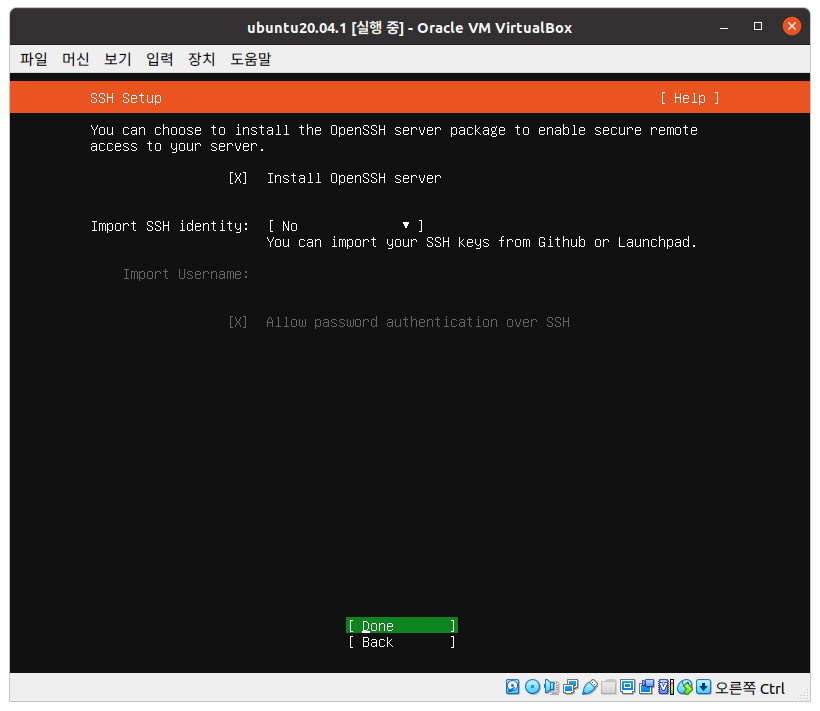 ubuntu20.04.1 [실행 중] - Oracle VM VirtualBox
파일 머신 보기 입력 장치 도움말
SSH Setup [ Help ]
You can choose to install the OpenSSH server package to enable secure remote
access to your server.
[X] Install OpenSSH server
Import SSH identity: [ No ▾ ]
You can import your SSH keys from Github or Launchpad.
Import Username:
[X] Allow password authentication over SSH
[ Done ]
[ Back ]
오른쪽 Ctrl